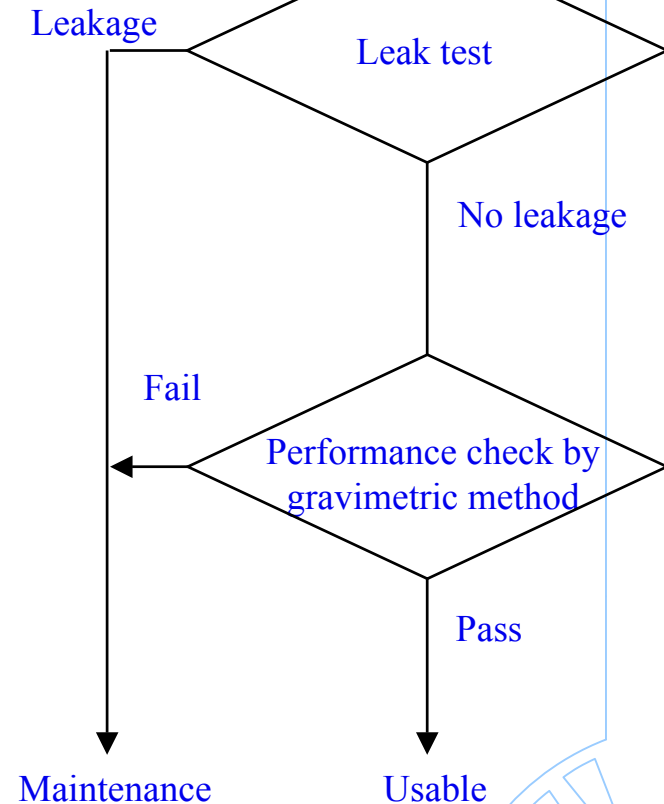 Leakage
Leak test
No leakage
Fail
Performance check by
gravimetric method
Pass
Maintenance
Usable